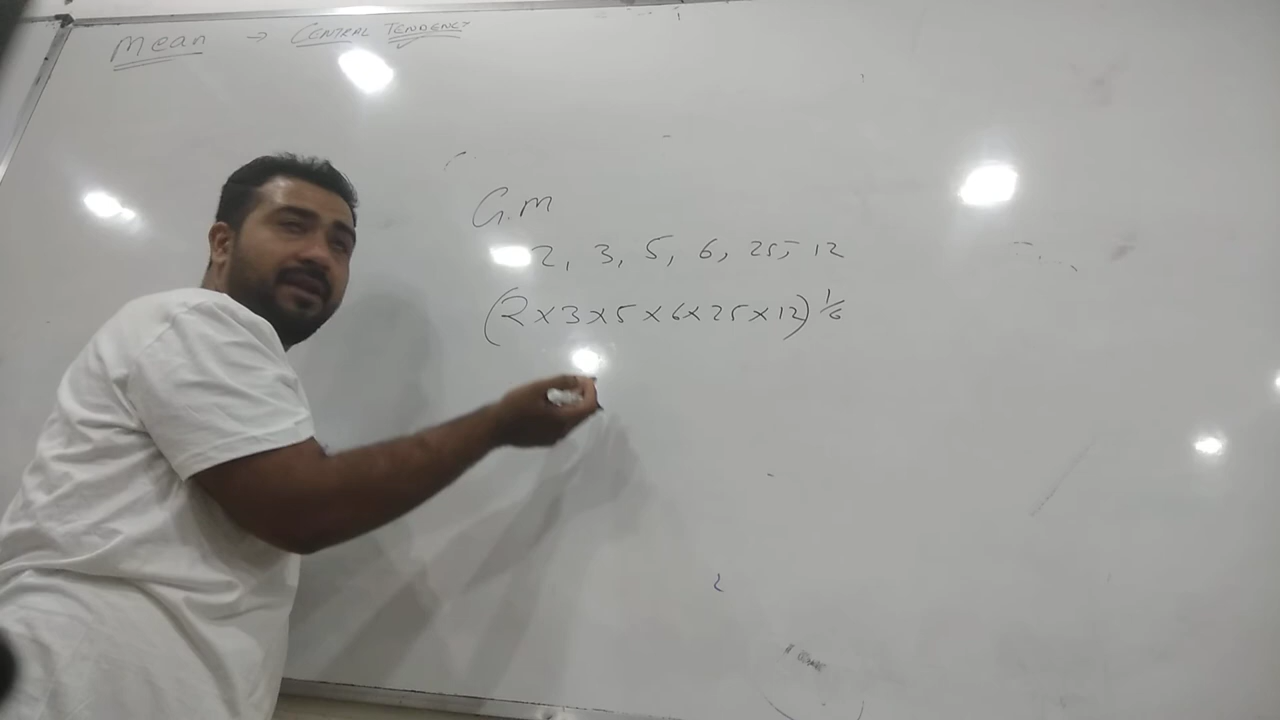 Mean → CENTRAL TENDENCY
G.M
2, 3, 5, 6, 25, 12
(2×3×5×6×25×12)^1/6